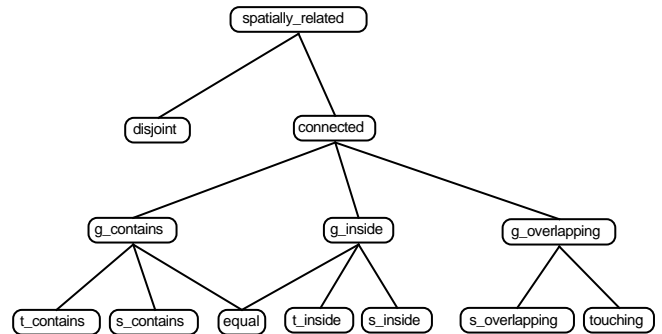 spatially_related
disjoint
connected
g_contains
g_inside
g_overlapping
t_contains
s_contains
equal
t_inside
s_inside
s_overlapping
touching